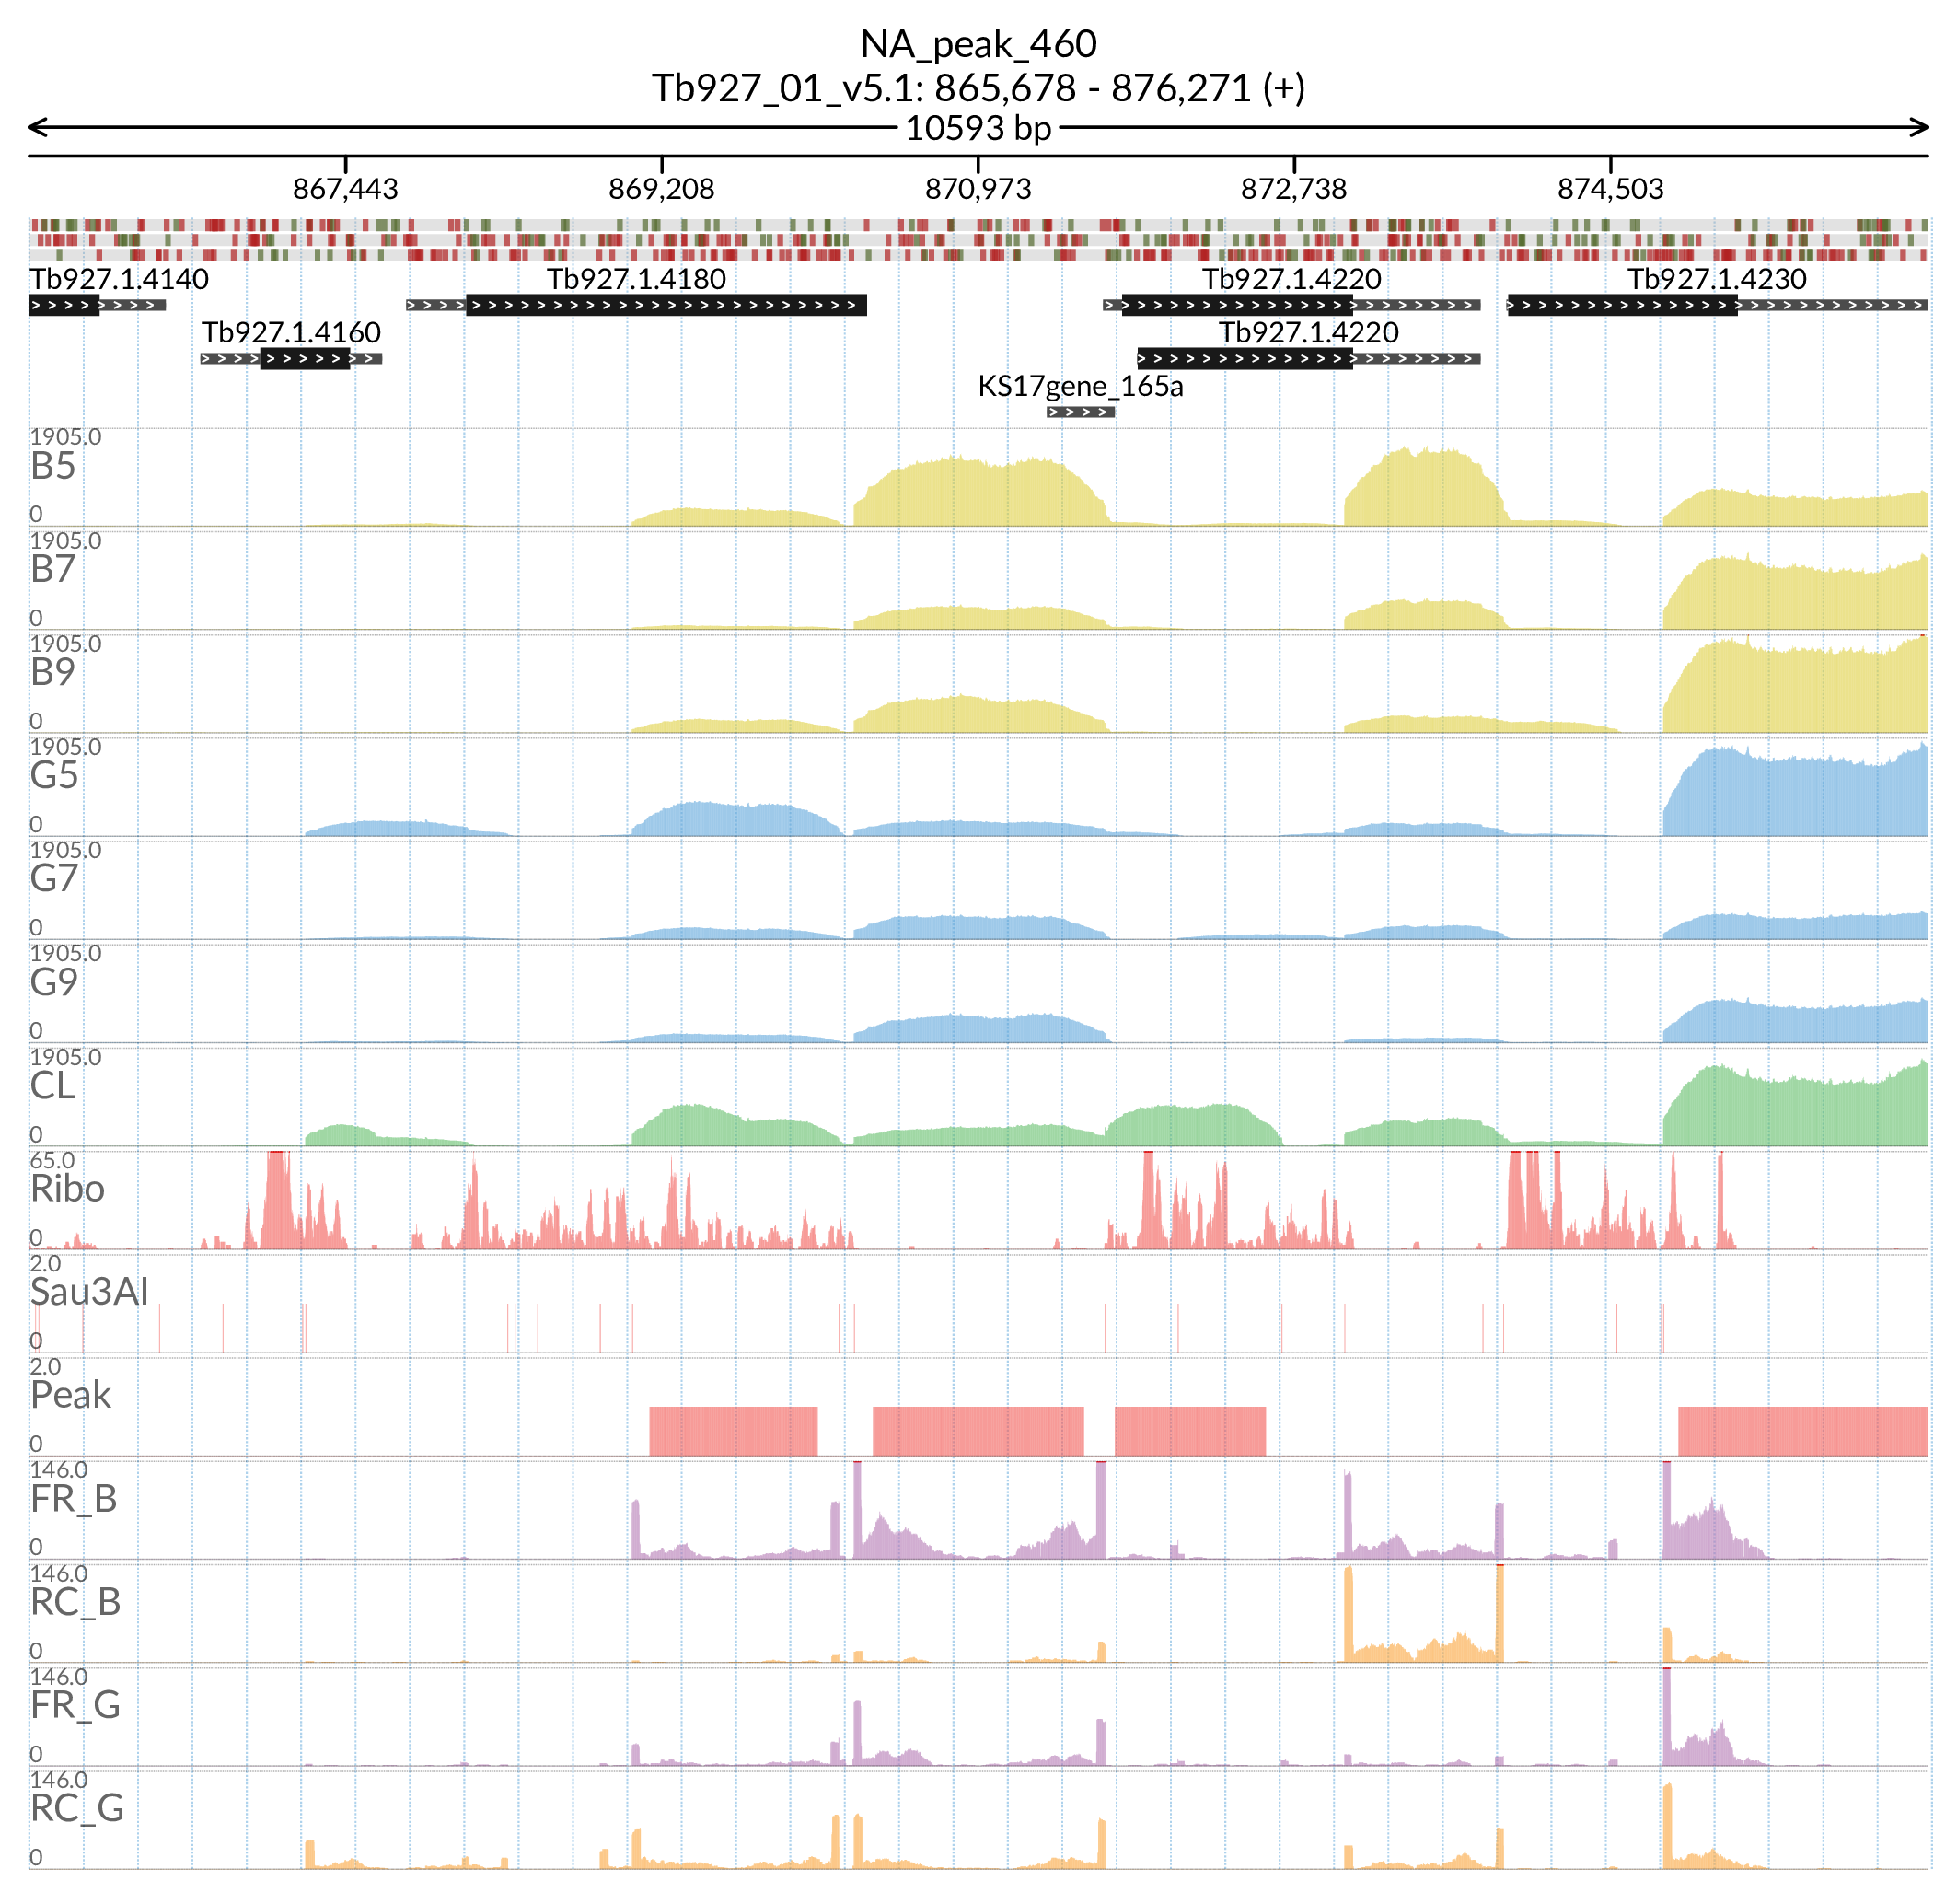 NA_peak_460
Tb927_01_v5.1: 865,678 - 876,271 (+)
10593 bp
867,443 869,208 870,973 872,738 874,503
Tb927.1.4140 Tb927.1.4180 Tb927.1.4220 Tb927.1.4230
Tb927.1.4160 Tb927.1.4220
KS17gene_165a
1905.0
B5
0
1905.0
B7
0
1905.0
B9
0
1905.0
G5
0
1905.0
G7
0
1905.0
G9
0
1905.0
CL
0
65.0
Ribo
0
2.0
Sau3AI
0
2.0
Peak
0
146.0
FR_B
0
146.0
RC_B
0
146.0
FR_G
0
146.0
RC_G
0